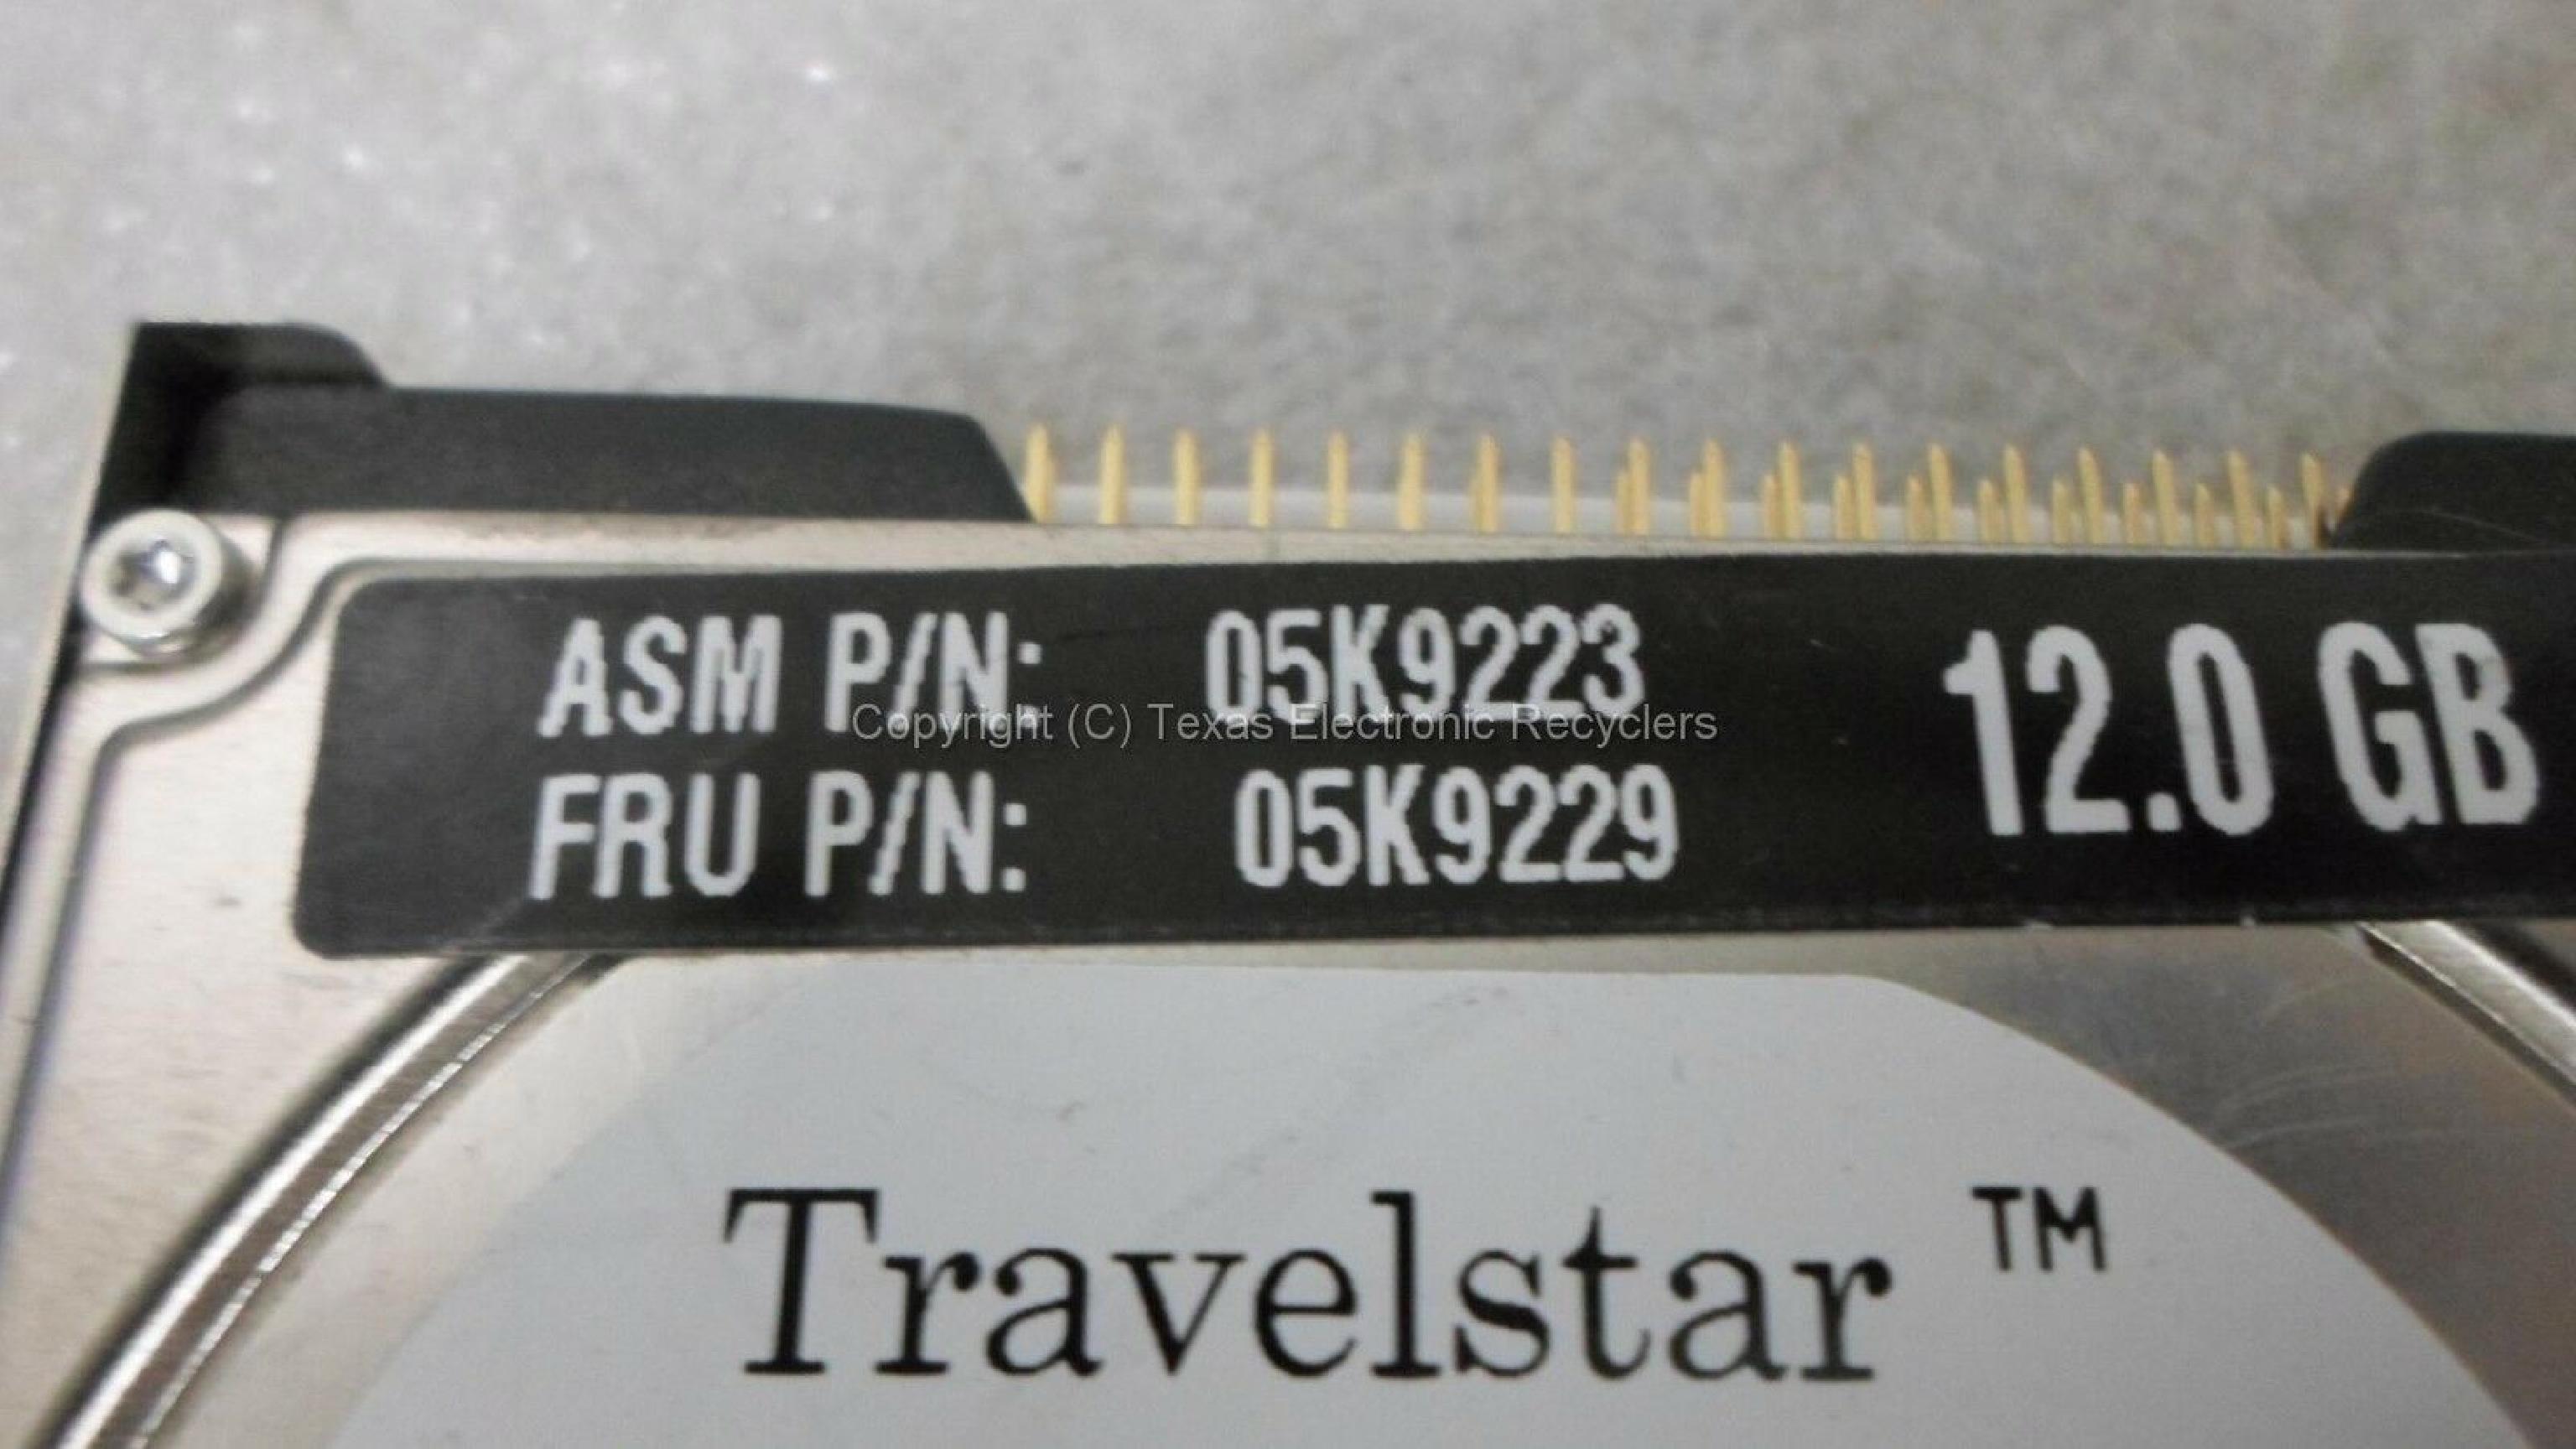 ASM P/N: 05K9223 12.0 GB
Copyright (C) Texas Electronic Recyclers
FRU P/N: 05K9229
Travelstar ™